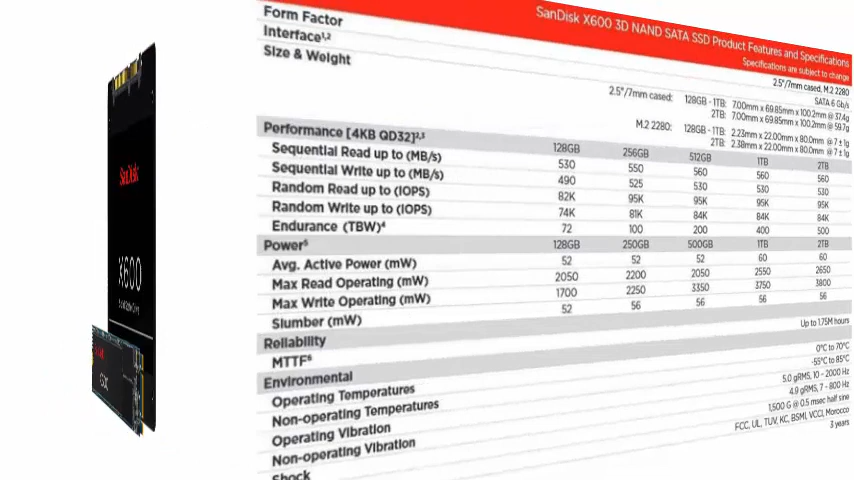 SanDisk
X600
SanDisk X600 3D NAND SATA SSD Product Features and Specifications
Specifications are subject to change
Form Factor 2.5"/7mm cased, M.2 2280
Interface1,2 SATA 6 Gb/s
Size & Weight
2.5"/7mm cased: 128GB - 1TB: 7.00mm x 69.85mm x 100.2mm @ 37.4g
2TB: 7.00mm x 69.85mm x 100.2mm @ 59.7g
M.2 2280: 128GB - 1TB: 2.23mm x 22.00mm x 80.0mm @ 7 ± 1g
2TB: 2.38mm x 22.00mm x 80.0mm @ 7 ± 1g
Performance [4KB QD32]2,3 128GB 256GB 512GB 1TB 2TB
Sequential Read up to (MB/s) 530 550 560 560 560
Sequential Write up to (MB/s) 490 525 530 530 530
Random Read up to (IOPS) 82K 95K 95K 95K 95K
Random Write up to (IOPS) 74K 81K 84K 84K 84K
Endurance (TBW)4 72 100 200 400 500
Power5 128GB 250GB 500GB 1TB 2TB
Avg. Active Power (mW) 52 52 52 60 60
Max Read Operating (mW) 2050 2200 2050 2550 2650
Max Write Operating (mW) 1700 2250 3350 3750 3800
Slumber (mW) 52 56 56 56 56
Reliability
MTTF6 Up to 1.75M hours
Environmental
Operating Temperatures 0°C to 70°C
Non-operating Temperatures -55°C to 85°C
Operating Vibration 5.0 gRMS, 10 - 2000 Hz
Non-operating Vibration 4.9 gRMS, 7 - 800 Hz
Shock 1,500 G @ 0.5 msec half sine
FCC, UL, TUV, KC, BSMI, VCCI, Morocco
3 years